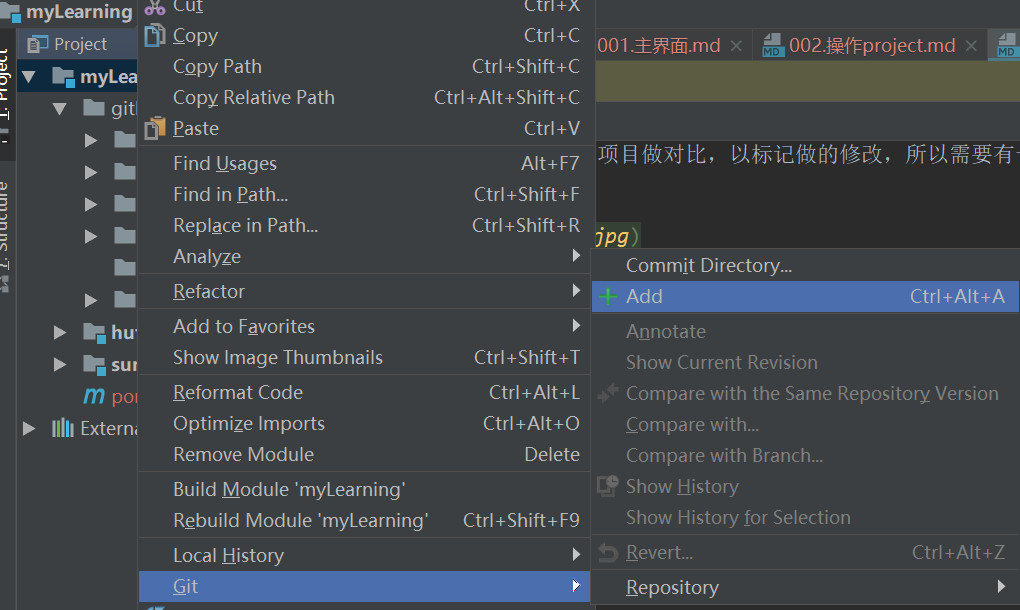 myLearning
Project
1: Project
7: Structure
myLea
gitl
hut
sur
por
Externa
Cut Ctrl+X
Copy Ctrl+C
Copy Path Ctrl+Shift+C
Copy Relative Path Ctrl+Alt+Shift+C
Paste Ctrl+V
Find Usages Alt+F7
Find in Path... Ctrl+Shift+F
Replace in Path... Ctrl+Shift+R
Analyze
Refactor
Add to Favorites
Show Image Thumbnails Ctrl+Shift+T
Reformat Code Ctrl+Alt+L
Optimize Imports Ctrl+Alt+O
Remove Module Delete
Build Module 'myLearning'
Rebuild Module 'myLearning' Ctrl+Shift+F9
Local History
Git
001.主界面.md
MD 002.操作project.md
MD
项目做对比，以标记做的修改，所以需要有
jpg)
Commit Directory...
Add Ctrl+Alt+A
Annotate
Show Current Revision
Compare with the Same Repository Version
Compare with...
Compare with Branch...
Show History
Show History for Selection
Revert... Ctrl+Alt+Z
Repository